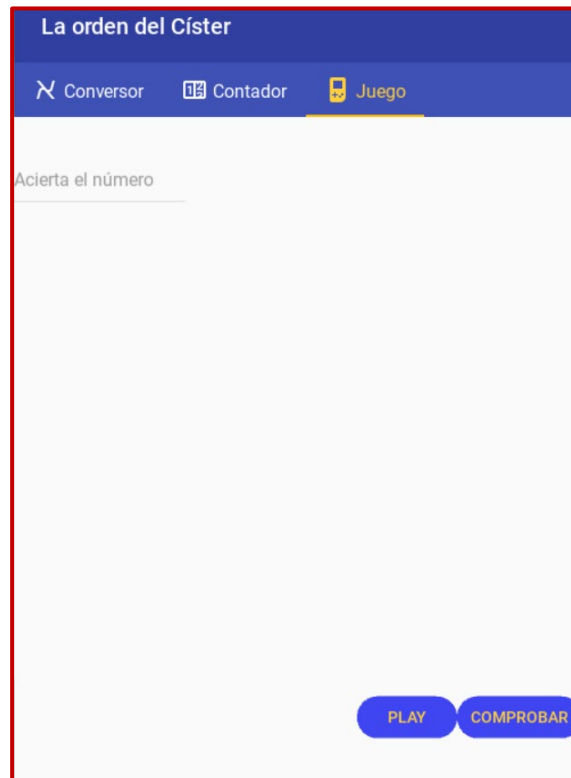 La orden del Císter
Conversor Contador Juego
Acierta el número
PLAY COMPROBAR